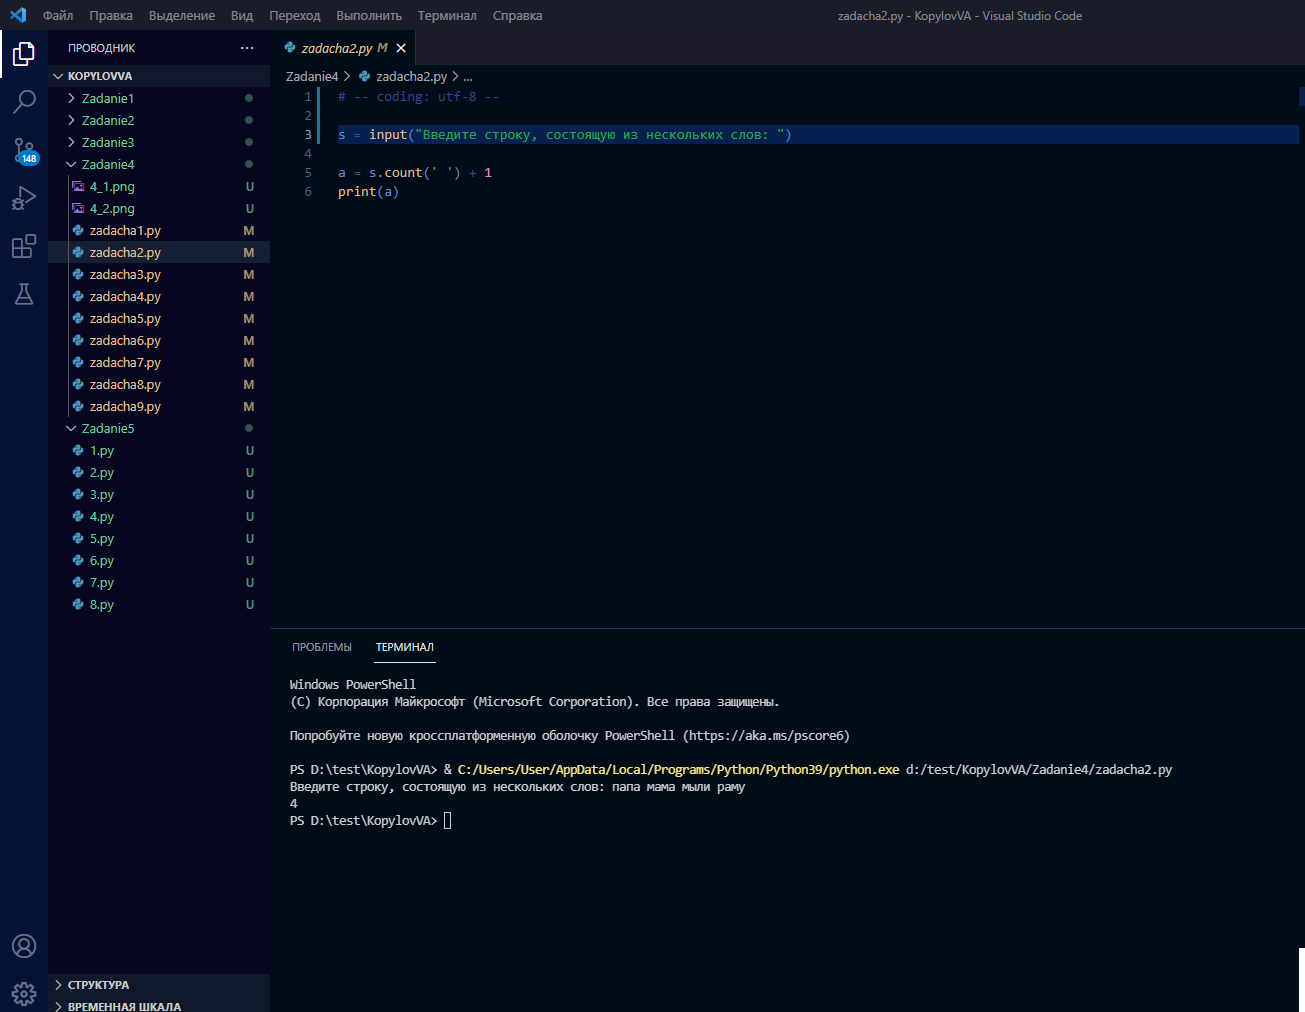 Файл Правка Выделение Вид Переход Выполнить Терминал Справка zadacha2.py - KopylovVA - Visual Studio Code
ПРОВОДНИК ...
KOPYLOVVA
Zadanie1
Zadanie2
Zadanie3
148
Zadanie4
4_1.png U
4_2.png U
zadacha1.py M
zadacha2.py M
zadacha3.py M
zadacha4.py M
zadacha5.py M
zadacha6.py M
zadacha7.py M
zadacha8.py M
zadacha9.py M
Zadanie5
1.py U
2.py U
3.py U
4.py U
5.py U
6.py U
7.py U
8.py U
СТРУКТУРА
ВРЕМЕННАЯ ШКАЛА
zadacha2.py M
Zadanie4 > zadacha2.py > ...
1 # -- coding: utf-8 --
2
3 s = input("Введите строку, состоящую из нескольких слов: ")
4
5 a = s.count(' ') + 1
6 print(a)
ПРОБЛЕМЫ ТЕРМИНАЛ
Windows PowerShell
(C) Корпорация Майкрософт (Microsoft Corporation). Все права защищены.
Попробуйте новую кроссплатформенную оболочку PowerShell (https://aka.ms/pscore6)
PS D:\test\KopylovVA> & C:/Users/User/AppData/Local/Programs/Python/Python39/python.exe d:/test/KopylovVA/Zadanie4/zadacha2.py
Введите строку, состоящую из нескольких слов: папа мама мыли раму
4
PS D:\test\KopylovVA>